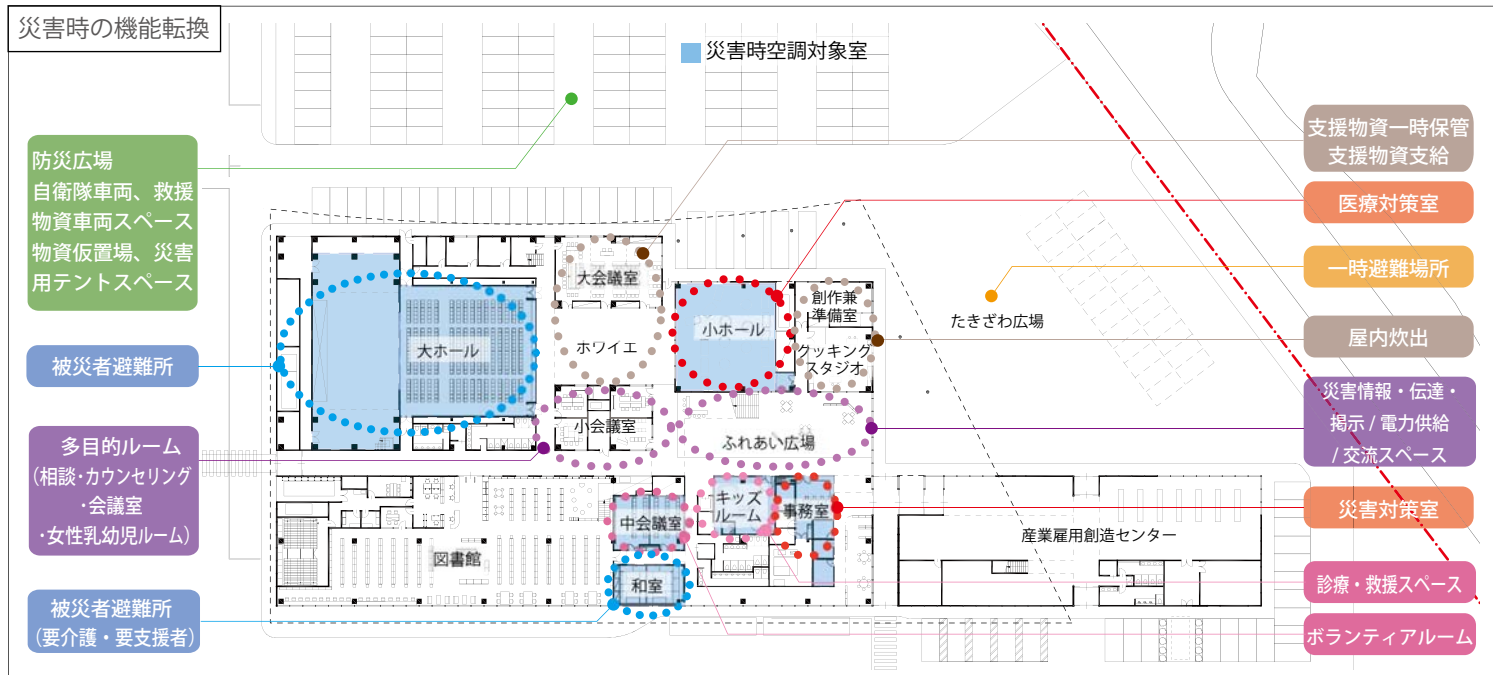 災害時の機能転換
災害時空調対象室
防災広場
自衛隊車両、救援
物資車両スペース
物資仮置場、災害
用テントスペース
被災者避難所
多目的ルーム
(相談・カウンセリング
・会議室
・女性乳幼児ルーム)
被災者避難所
(要介護・要支援者)
大ホール
大会議室
ホワイエ
小会議室
小ホール
創作兼
準備室
クッキング
スタジオ
ふれあい広場
たきざわ広場
図書館
中会議室
和室
キッズ
ルーム
事務室
産業雇用創造センター
支援物資一時保管
支援物資支給
医療対策室
一時避難場所
屋内炊出
災害情報・伝達・
掲示 / 電力供給
/ 交流スペース
災害対策室
診療・救援スペース
ボランティアルーム